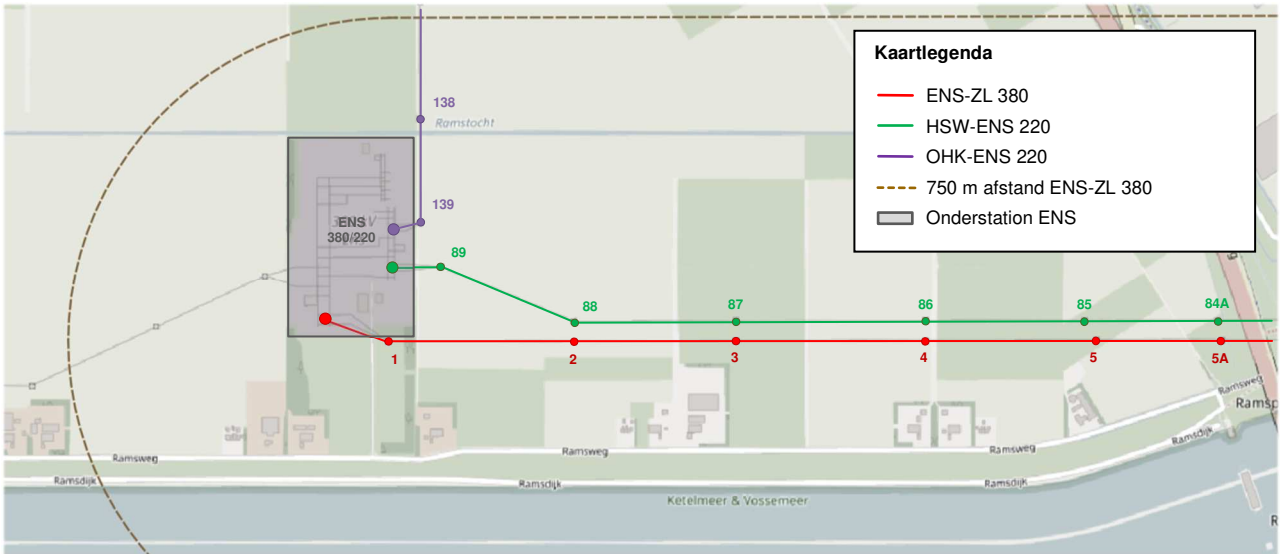 Kaartlegenda
ENS-ZL 380
HSW-ENS 220
OHK-ENS 220
750 m afstand ENS-ZL 380
Onderstation ENS
138
Ramstocht
139
ENS
380/220
89
88
87
86
85
84A
1
2
3
4
5
5A
Ramsweg
Ramsp
Ramsweg
Ramsweg
Ramsweg
Ramsdijk
Ramsdijk
Ramsdijk
Ramsdijk
Ketelmeer & Vossemeer
R